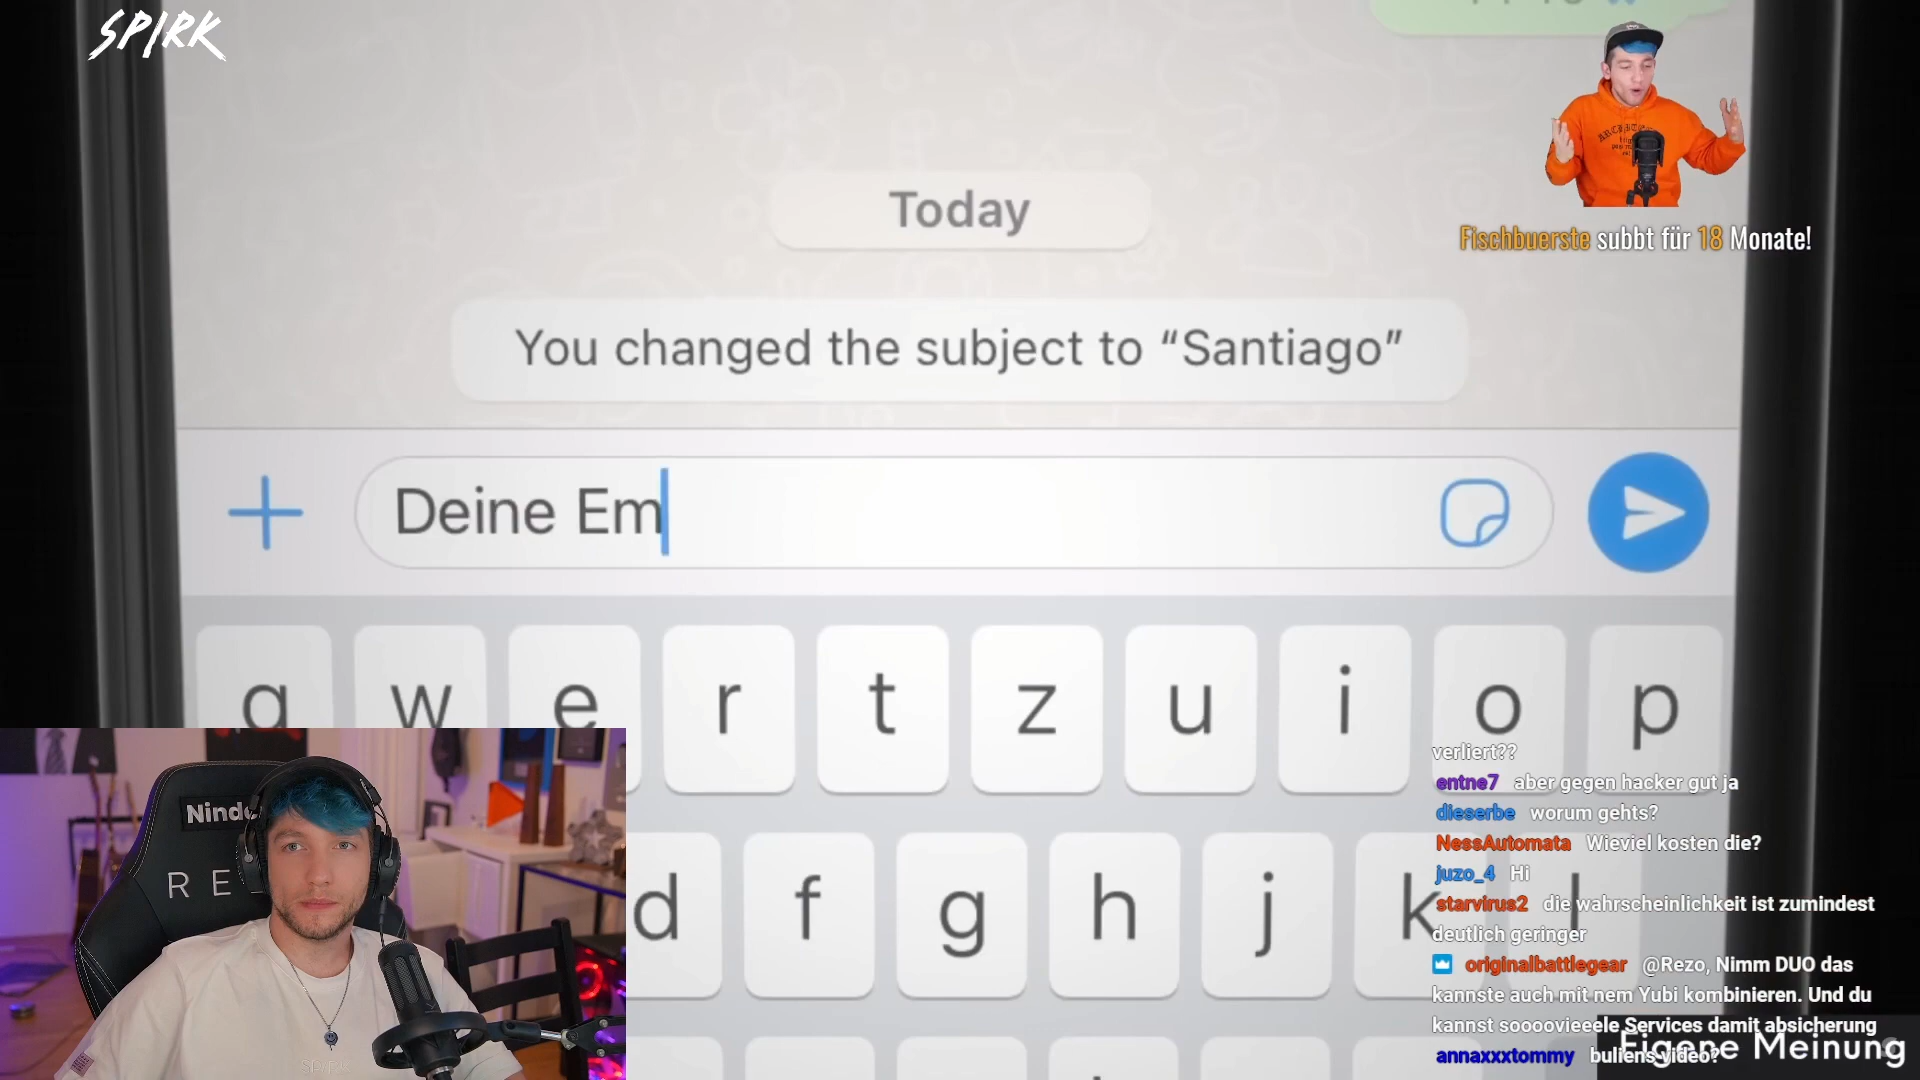 SPIRK
Today
You changed the subject to “Santiago”
Deine Em
Fischbuerste subbt für 18 Monate!
q w e r t z u i o p
d f g h j k l
RE
verliert??
entne7 aber gegen hacker gut ja
dieserbe worum gehts?
NessAutomata Wieviel kosten die?
juzo_4 Hi
starvirus2 die wahrscheinlichkeit ist zumindest
deutlich geringer
originalbattlegear @Rezo, Nimm DUO das
kannste auch mit nem Yubi kombinieren. Und du
kannst soooovieeele Services damit absicherung
annaxxxtommy buliens video?
Eigene Meinung